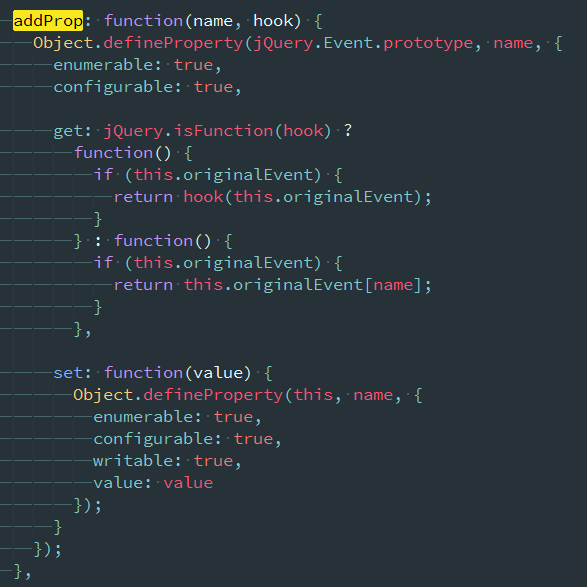 addProp: function(name, hook) {
  Object.defineProperty(jQuery.Event.prototype, name, {
    enumerable: true,
    configurable: true,

    get: jQuery.isFunction(hook) ?
      function() {
        if (this.originalEvent) {
          return hook(this.originalEvent);
        }
      } : function() {
        if (this.originalEvent) {
          return this.originalEvent[name];
        }
      },

    set: function(value) {
      Object.defineProperty(this, name, {
        enumerable: true,
        configurable: true,
        writable: true,
        value: value
      });
    }
  });
},